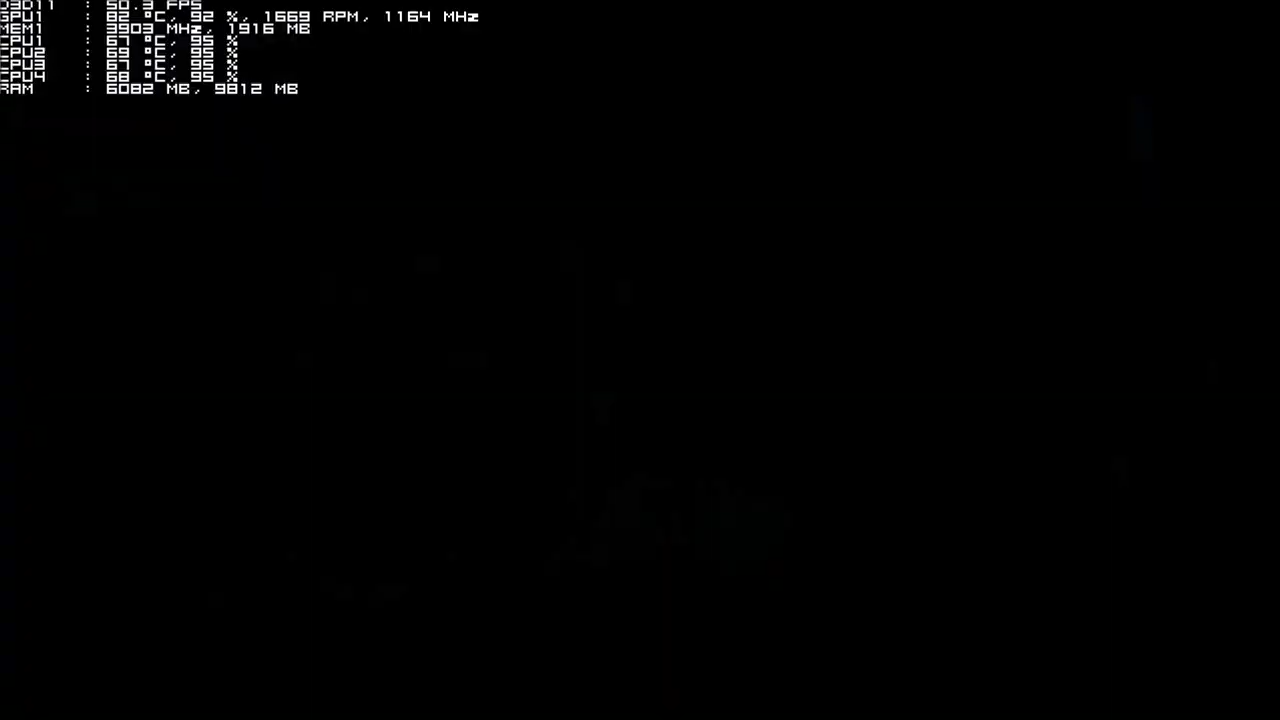 D3D11 : 50.3 FPS
GPU1 : 82 °C, 92 %, 1669 RPM, 1164 MHz
MEM1 : 3903 MHz, 1916 MB
CPU1 : 67 °C, 95 %
CPU2 : 69 °C, 95 %
CPU3 : 67 °C, 95 %
CPU4 : 68 °C, 95 %
RAM : 6082 MB, 9812 MB